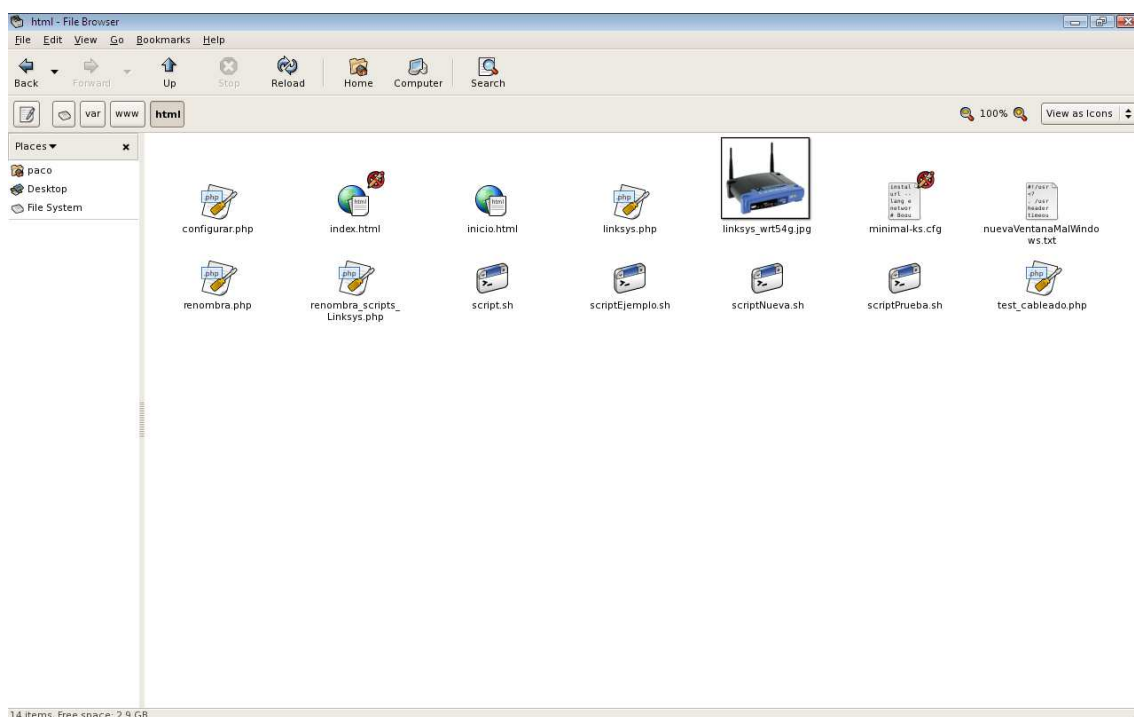 html - File Browser
File Edit View Go Bookmarks Help
Back Forward Up Stop Reload Home Computer Search
var www html 100% View as Icons
Places
paco
Desktop
File System
configurar.php index.html inicio.html linksys.php linksys_wrt54g.jpg minimal-ks.cfg nuevaVentanaMalWindo
ws.txt
renombra.php renombra_scripts_ script.sh scriptEjemplo.sh scriptNueva.sh scriptPrueba.sh test_cableado.php
Linksys.php
14 items, Free space: 2.9 GB